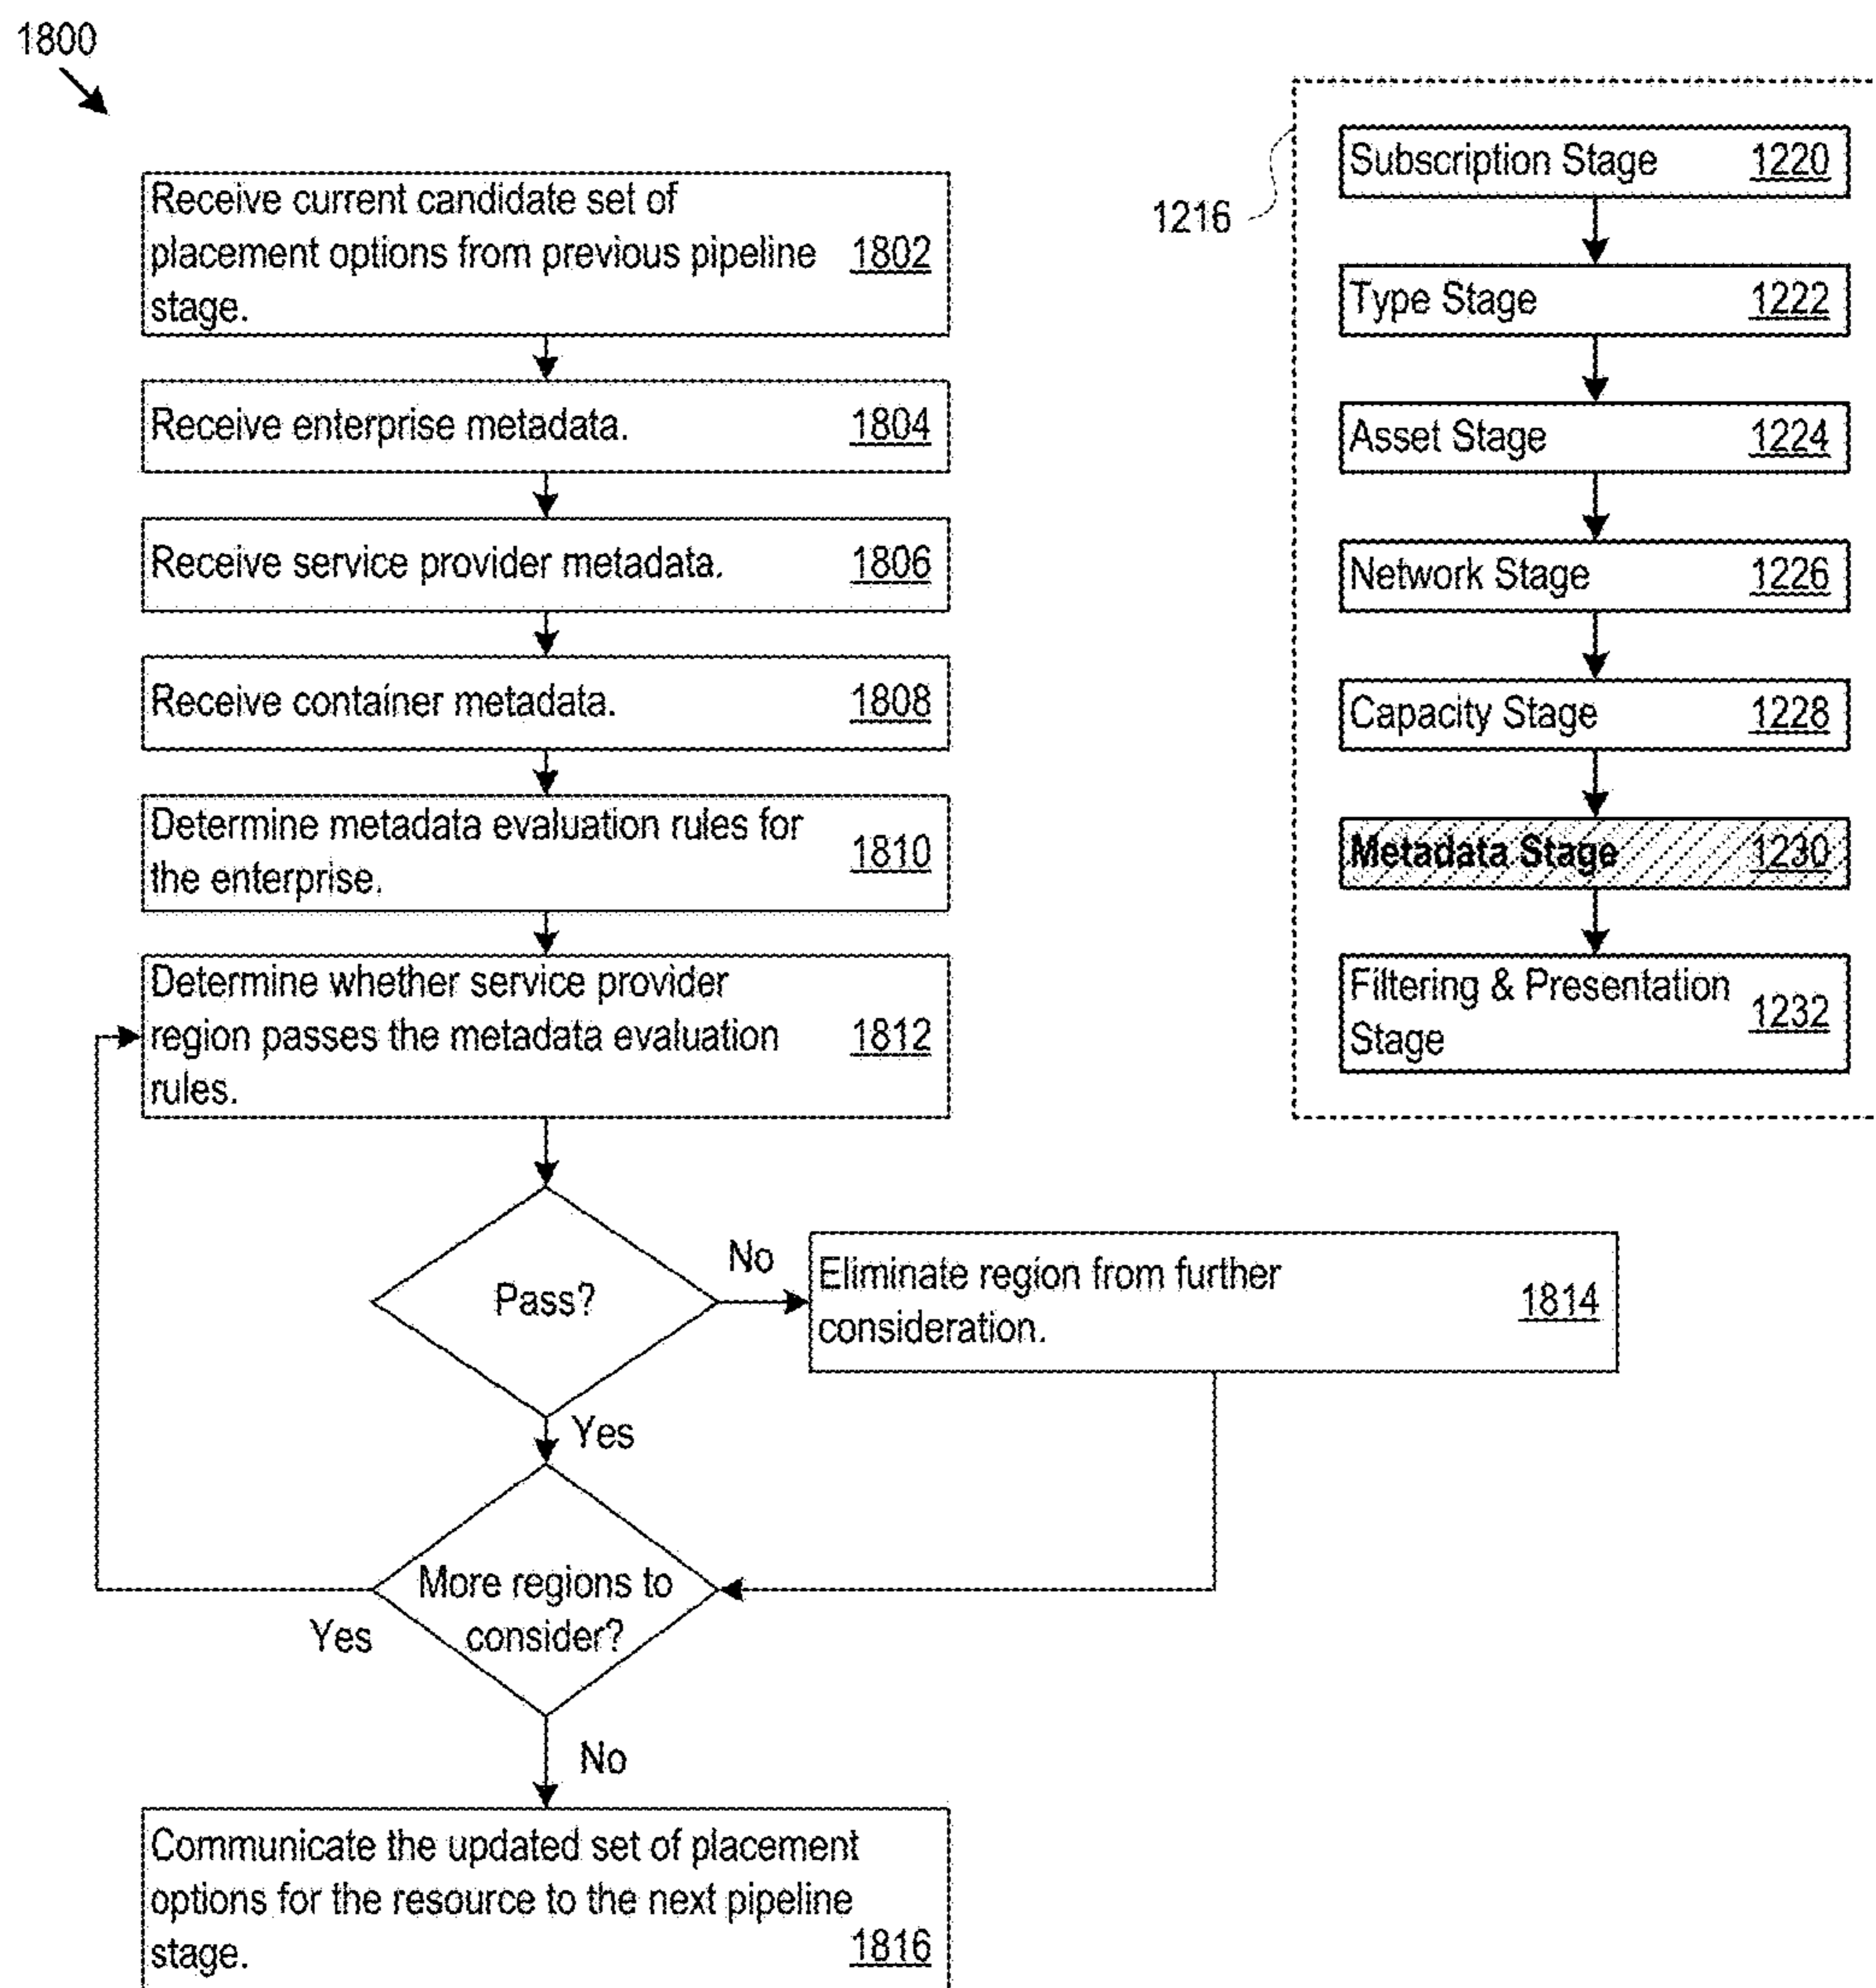 1800
Receive current candidate set of
placement options from previous pipeline 1802
stage.
Receive enterprise metadata. 1804
Receive service provider metadata. 1806
Receive container metadata. 1808
Determine metadata evaluation rules for
the enterprise. 1810
Determine whether service provider
region passes the metadata evaluation 1812
rules.
Pass?
No
Eliminate region from further
consideration. 1814
Yes
More regions to
consider?
Yes
No
Communicate the updated set of placement
options for the resource to the next pipeline
stage. 1816
1216
Subscription Stage 1220
Type Stage 1222
Asset Stage 1224
Network Stage 1226
Capacity Stage 1228
Metadata Stage 1230
Filtering & Presentation
Stage 1232